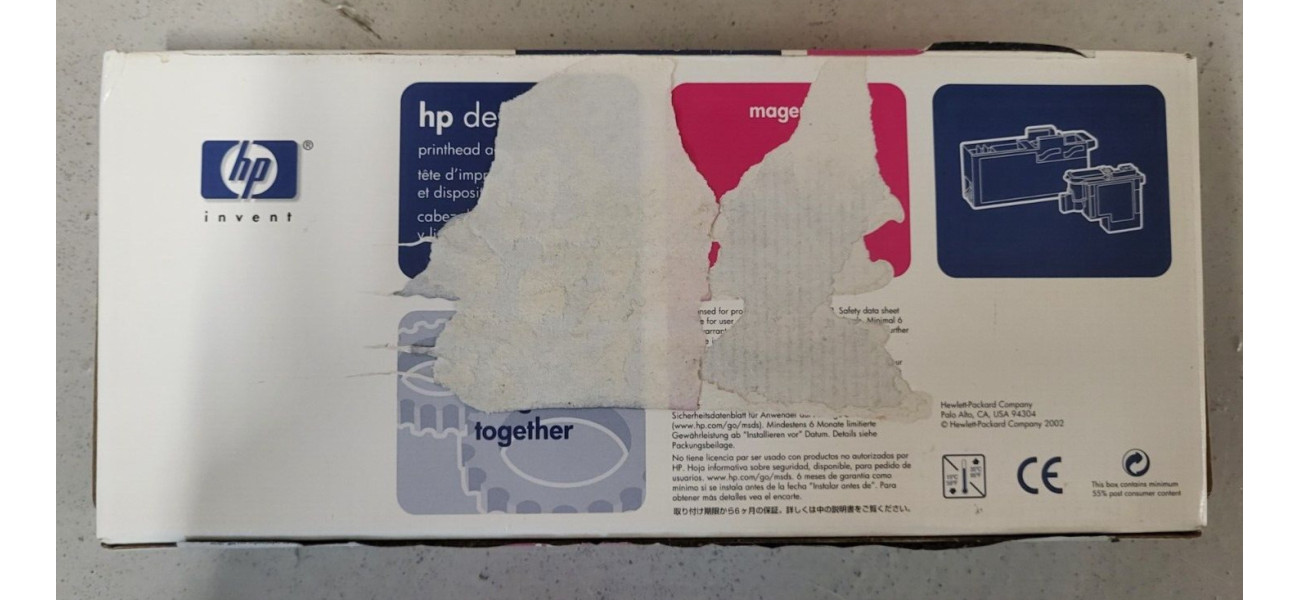 hp
®
invent
hp de
printhead a
tête d'impr
et disposi
mage
together
Safety data sheet
for user
Minimal 6
Sicherheitsdatenblatt für Anwender
(www.hp.com/go/msds). Mindestens 6 Monate limitierte
Gewährleistung ab "Installieren vor" Datum. Details siehe
Packungsbeilage.
No tiene licencia par ser usado con productos no autorizados por
HP. Hoja informativa sobre seguridad, disponible, para pedido de
usuarios. www.hp.com/go/msds. 6 meses de garantía como
mínimo si se instala antes de la fecha "Instalar antes de". Para
obtener más detalles vea el encarte.
取り付け期限から6ヶ月の保証。詳しくは中の説明書をご覧ください。
Hewlett-Packard Company
Palo Alto, CA, USA 94304
© Hewlett-Packard Company 2002
CE
This box contains minimum
55% post consumer content